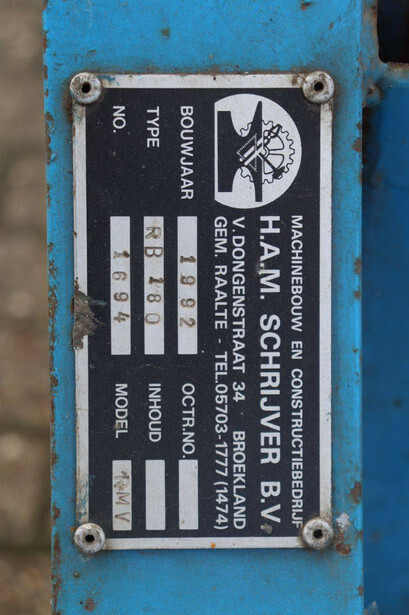 MACHINEBOUW EN CONSTRUCTIEBEDRIJF
H.A.M. SCHRIJVER B.V.
V. DONGENSTRAAT 34 BROEKLAND
GEM. RAALTE - TEL.05703-1777 (1474)
BOUWJAAR 1992 OCTR.NO.
TYPE RB 180 INHOUD
NO. 1694 MODEL